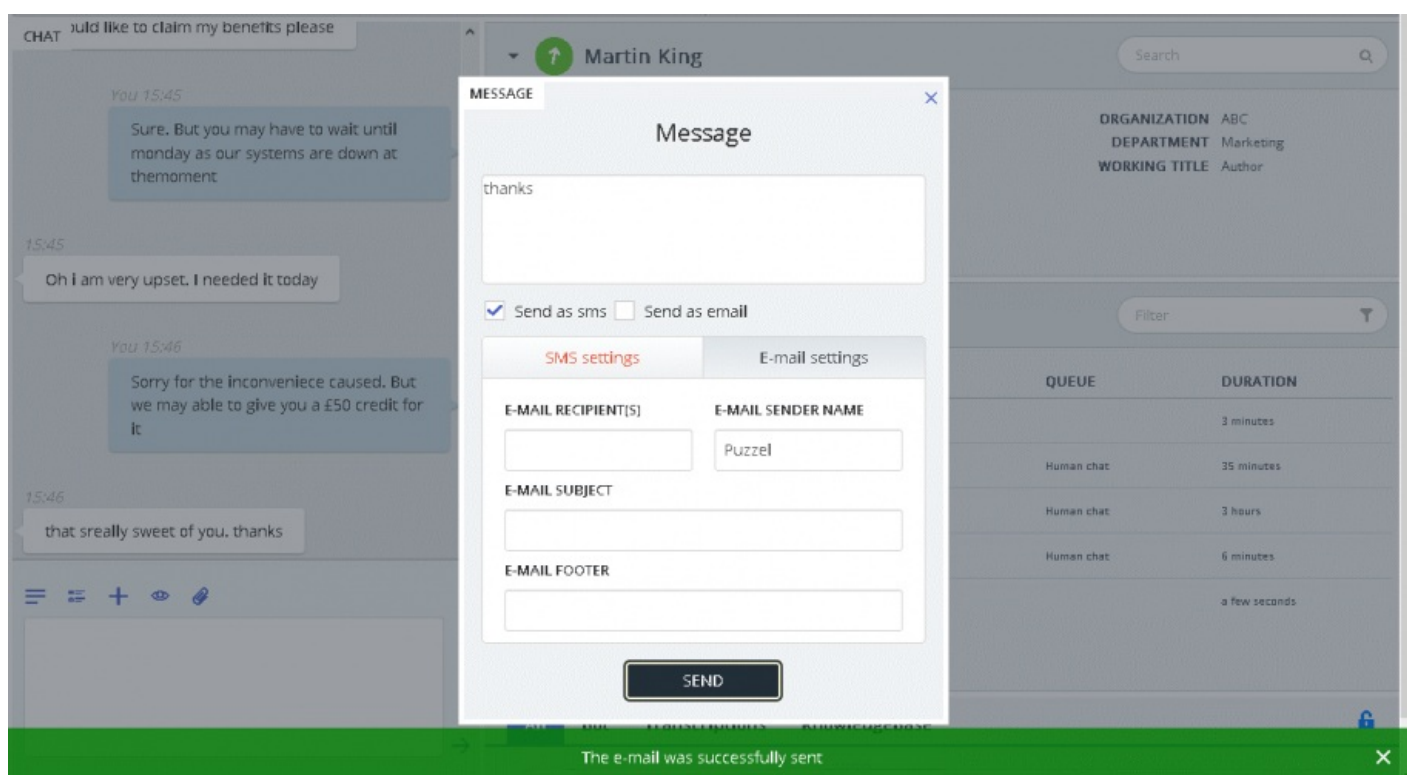 CHAT
ould like to claim my benefits please
You 15:45
Sure. But you may have to wait until
monday as our systems are down at
themoment
15:45
Oh i am very upset. I needed it today
You 15:46
Sorry for the inconveniece caused. But
we may able to give you a £50 credit for
it
15:46
that sreally sweet of you. thanks
Martin King
Search
ORGANIZATION ABC
DEPARTMENT Marketing
WORKING TITLE Author
Filter
QUEUE DURATION
3 minutes
Human chat 35 minutes
Human chat 3 hours
Human chat 6 minutes
a few seconds
MESSAGE
Message
thanks
Send as sms Send as email
SMS settings E-mail settings
E-MAIL RECIPIENT(S) E-MAIL SENDER NAME
Puzzel
E-MAIL SUBJECT
E-MAIL FOOTER
SEND
Transcriptions Knowledgebase
The e-mail was successfully sent